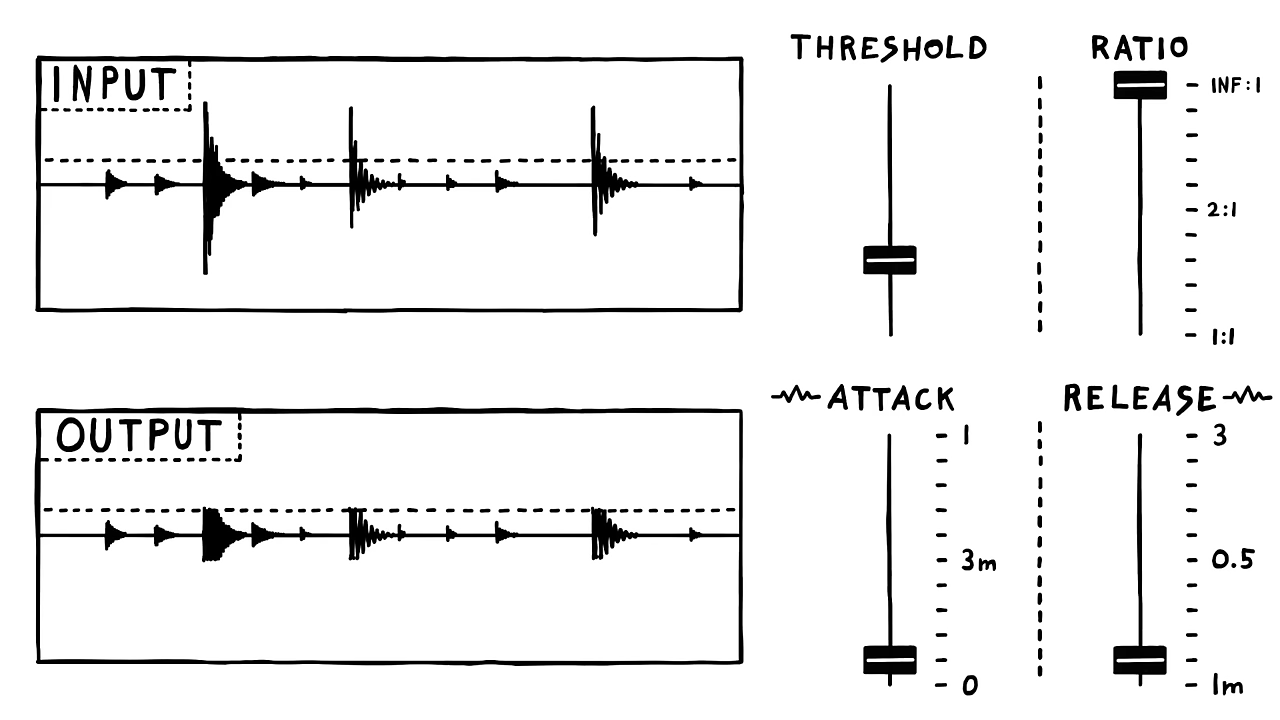 INPUT
THRESHOLD
RATIO
INF:1
2:1
1:1
OUTPUT
ATTACK
1
3m
0
RELEASE
3
0.5
1m